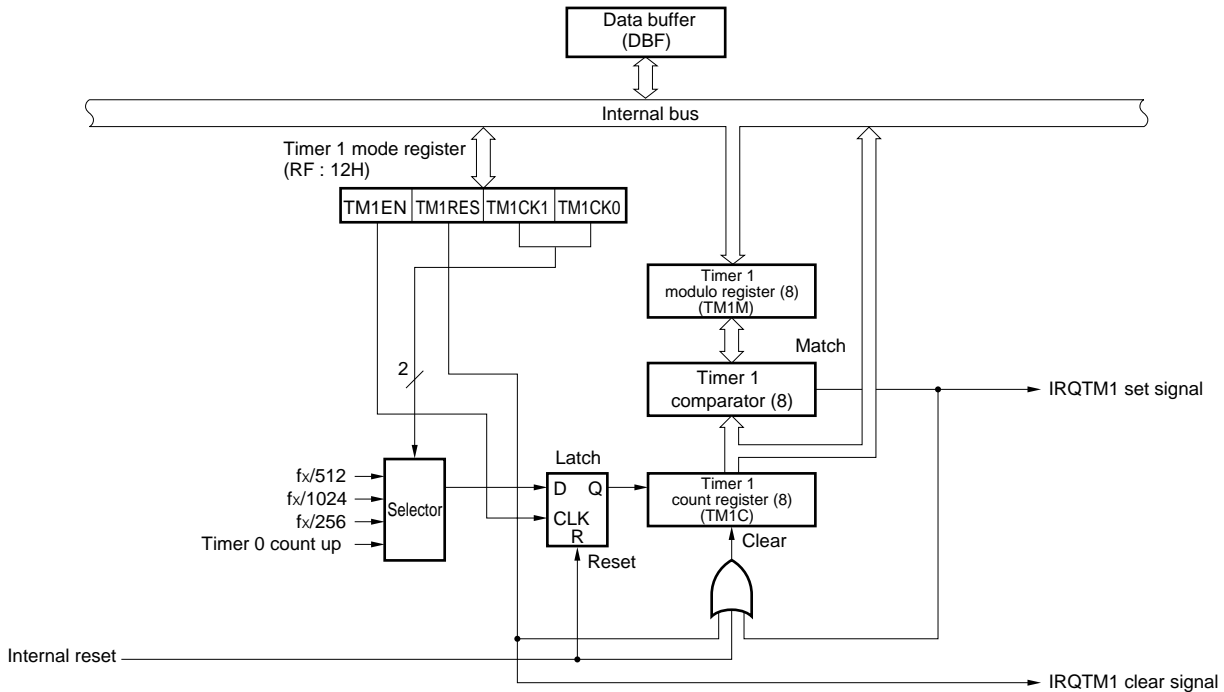 Data buffer
(DBF)
Internal bus
Timer 1 mode register
(RF : 12H)
TM1EN TM1RES TM1CK1 TM1CK0
Timer 1
modulo register (8)
(TM1M)
Match
2
Timer 1
comparator (8)
IRQTM1 set signal
Latch
fx/512
fx/1024
fx/256
Timer 0 count up
Selector
D Q
CLK
R
Timer 1
count register (8)
(TM1C)
Clear
Reset
Internal reset
IRQTM1 clear signal